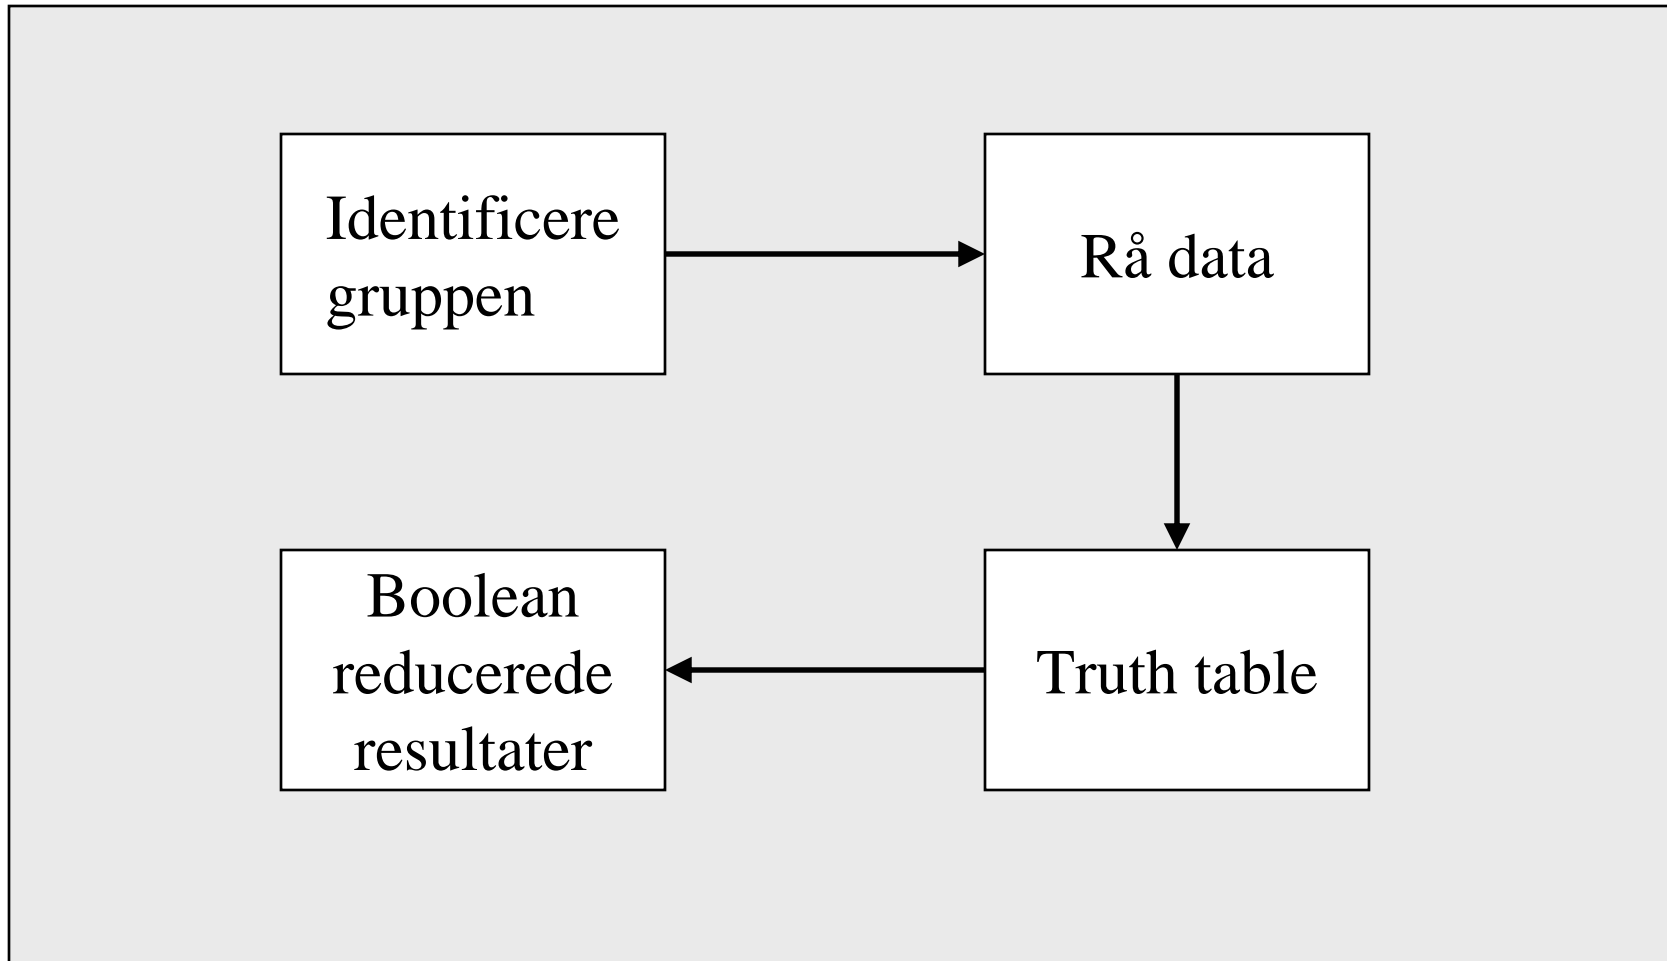 Identificere
gruppen
Rå data
Boolean
reducerede
resultater
Truth table